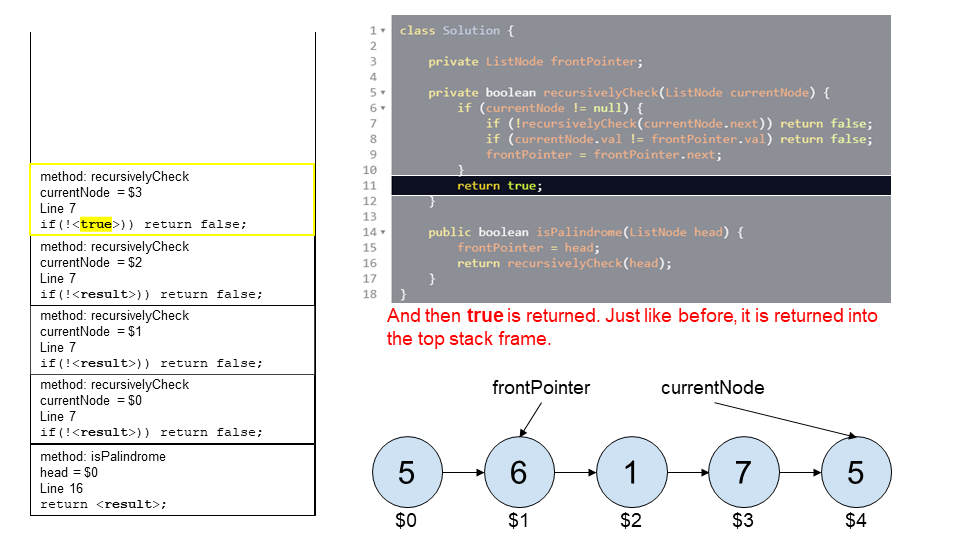 method: recursivelyCheck
currentNode = $3
Line 7
if(!<true>)) return false;
method: recursivelyCheck
currentNode = $2
Line 7
if(!<result>)) return false;
method: recursivelyCheck
currentNode = $1
Line 7
if(!<result>)) return false;
method: recursivelyCheck
currentNode = $0
Line 7
if(!<result>)) return false;
method: isPalindrome
head = $0
Line 16
return <result>;
1 class Solution {
2
3 private ListNode frontPointer;
4
5 private boolean recursivelyCheck(ListNode currentNode) {
6 if (currentNode != null) {
7 if (!recursivelyCheck(currentNode.next)) return false;
8 if (currentNode.val != frontPointer.val) return false;
9 frontPointer = frontPointer.next;
10 }
11 return true;
12 }
13
14 public boolean isPalindrome(ListNode head) {
15 frontPointer = head;
16 return recursivelyCheck(head);
17 }
18 }
And then true is returned. Just like before, it is returned into
the top stack frame.
frontPointer currentNode
5 6 1 7 5
$0 $1 $2 $3 $4